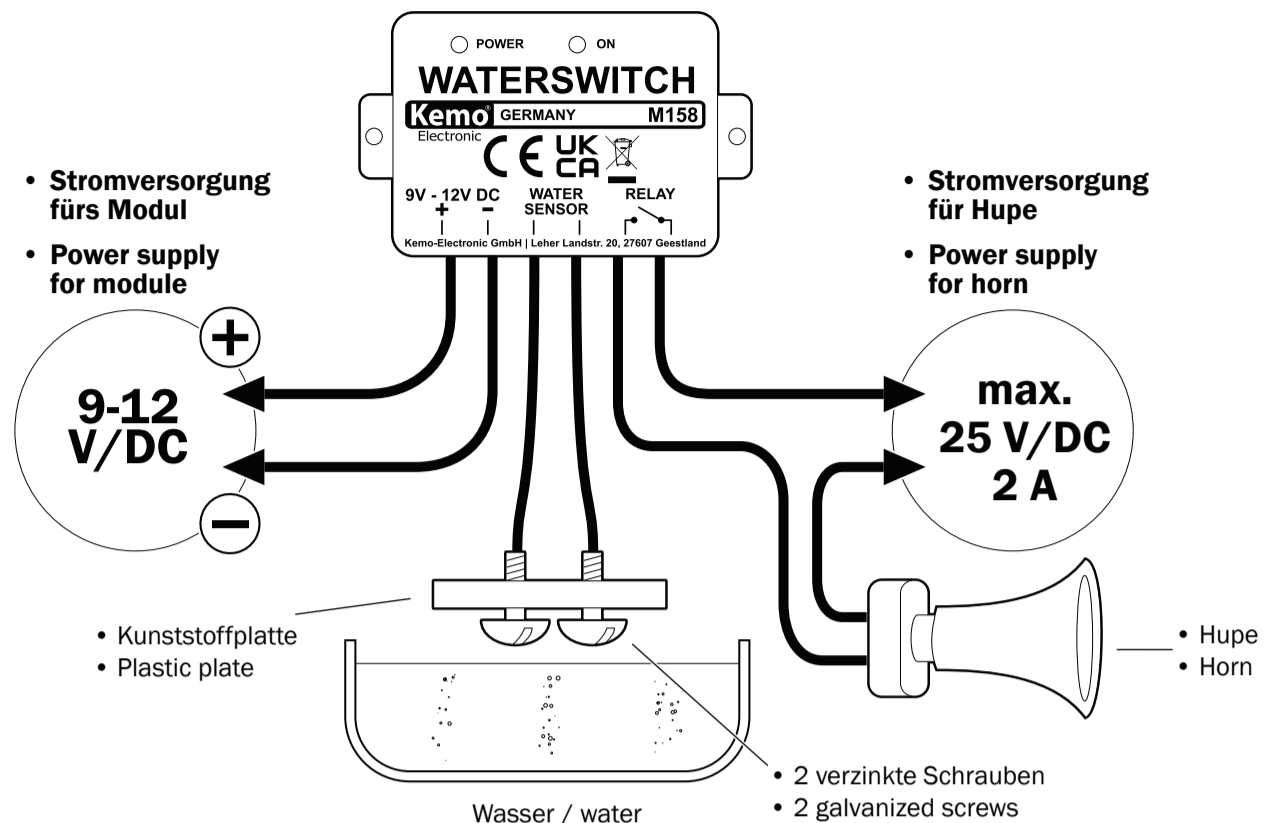 POWER ON
WATERSWITCH
Kemo® GERMANY M158
Electronic
CE UK
CA
9V - 12V DC WATER RELAY
+ - SENSOR
Kemo-Electronic GmbH | Leher Landstr. 20, 27607 Geestland
• Stromversorgung
fürs Modul
• Power supply
for module
+
9-12
V/DC
−
• Stromversorgung
für Hupe
• Power supply
for horn
max.
25 V/DC
2 A
• Kunststoffplatte
• Plastic plate
• Hupe
• Horn
• 2 verzinkte Schrauben
• 2 galvanized screws
Wasser / water